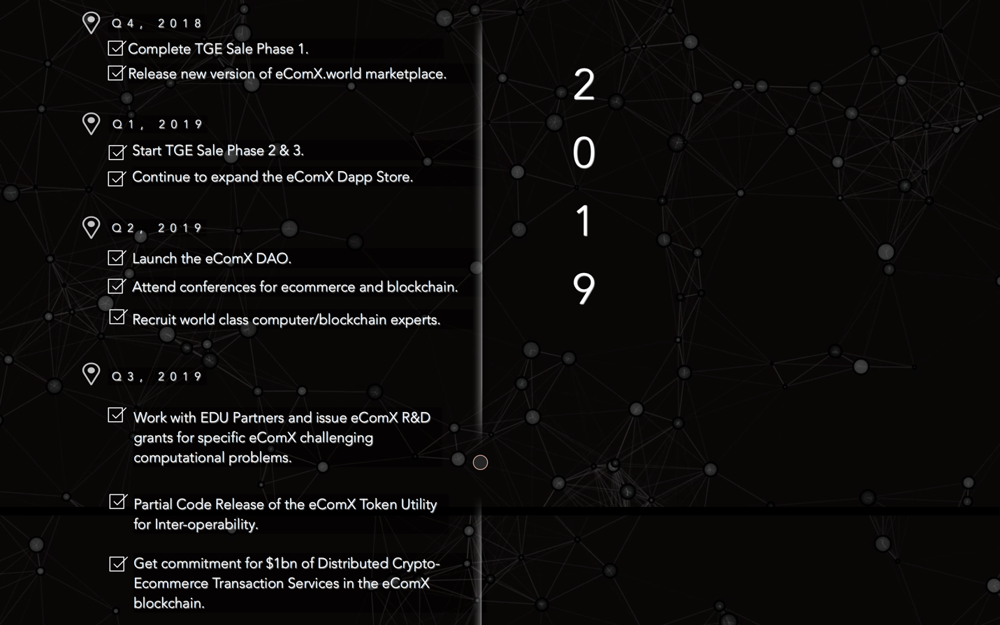 Q4, 2018
Complete TGE Sale Phase 1.
Release new version of eComX.world marketplace.
Q1, 2019
Start TGE Sale Phase 2 & 3.
Continue to expand the eComX Dapp Store.
Q2, 2019
Launch the eComX DAO.
Attend conferences for ecommerce and blockchain.
Recruit world class computer/blockchain experts.
Q3, 2019
Work with EDU Partners and issue eComX R&D
grants for specific eComX challenging
computational problems.
Partial Code Release of the eComX Token Utility
for Inter-operability.
Get commitment for $1bn of Distributed Crypto-
Ecommerce Transaction Services in the eComX
blockchain.
2
0
1
9